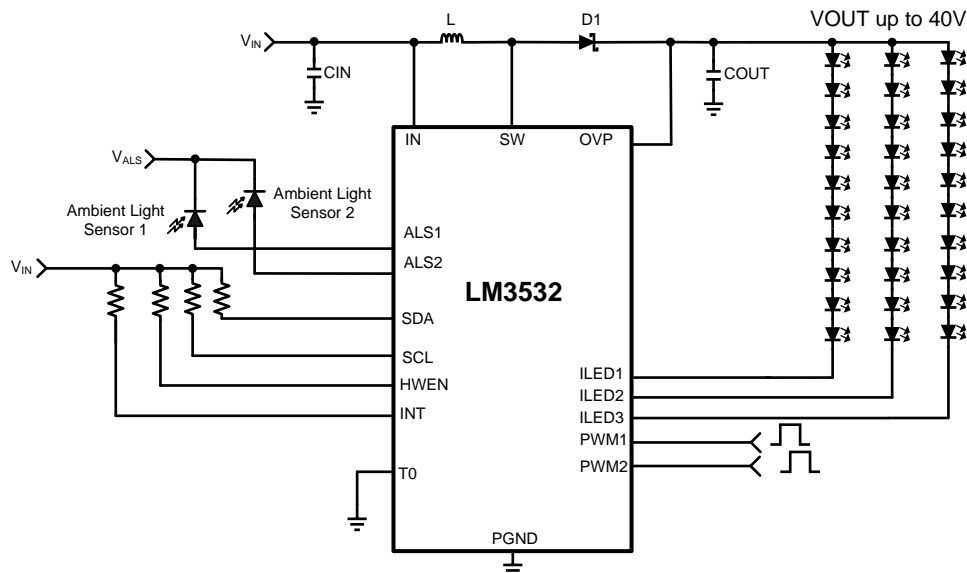 L
D1
VOUT up to 40V
VIN
CIN
COUT
IN
SW
OVP
VALS
Ambient Light
Sensor 1
Ambient Light
Sensor 2
ALS1
ALS2
VIN
LM3532
SDA
SCL
HWEN
INT
ILED1
ILED2
ILED3
PWM1
PWM2
T0
PGND